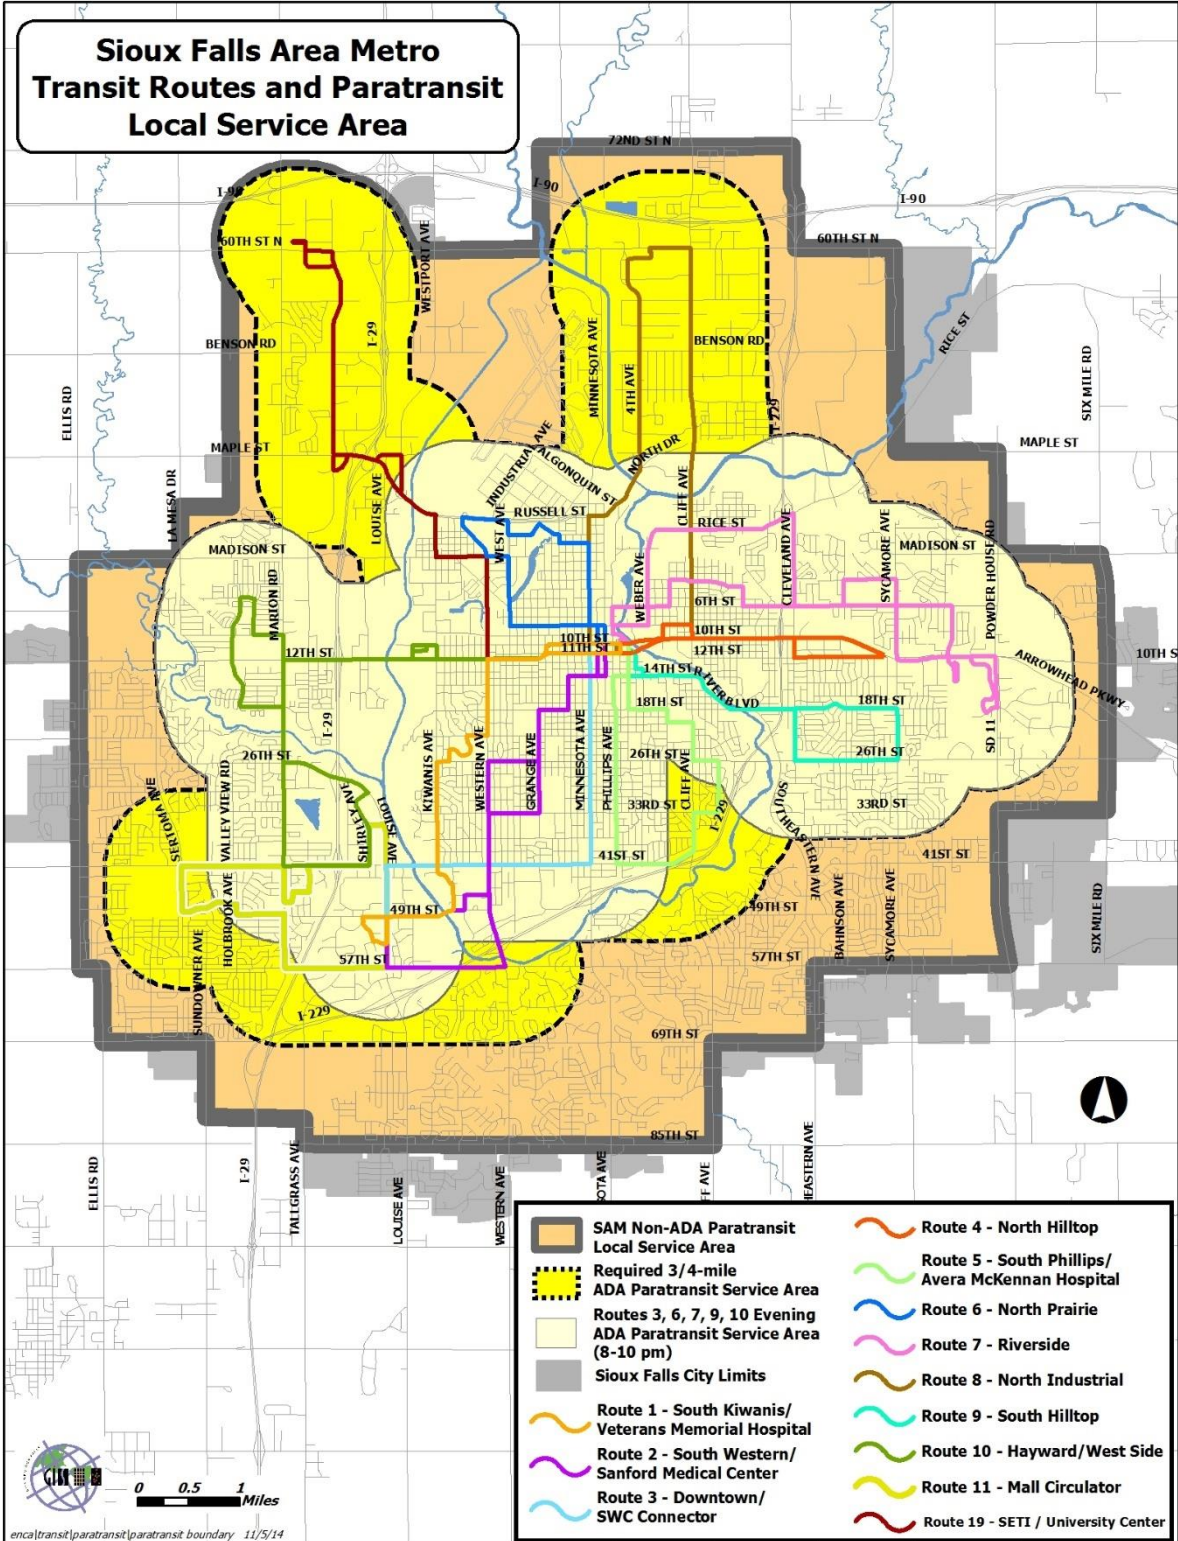 Sioux Falls Area Metro
Transit Routes and Paratransit
Local Service Area
72ND ST N
I-90
I-90
I-90
60TH ST N
60TH ST N
WESTPORT AVE
I-29
BENSON RD
BENSON RD
MINNESOTA AVE
4TH AVE
RICE ST
SIX MILE RD
ELLIS RD
I-229
MAPLE ST
MAPLE ST
LA MESA DR
LOUISE AVE
INDUSTRIAL AVE
ALGONQUIN ST
NORTH DR
CLIFF AVE
RUSSELL ST
WEST AVE
RICE ST
CLEVELAND AVE
SYCAMORE AVE
MADISON ST
MADISON ST
POWDER HOUSE RD
MARION RD
WEBER AVE
6TH ST
10TH ST
10TH ST
11TH ST
12TH ST
12TH ST
10TH S
ARROWHEAD PKWY
14TH ST
RIVER BLVD
18TH ST
18TH ST
SD 11
I-29
26TH ST
26TH ST
26TH ST
KIWANIS AVE
WESTERN AVE
GRANGE AVE
MINNESOTA AVE
PHILLIPS AVE
CLIFF AVE
33RD ST
33RD ST
I-229
SOUTHEASTERN AVE
SERTOMA AVE
VALLEY VIEW RD
SHIRLEY AVE
LOUISE AVE
41ST ST
41ST ST
HOLBROOK AVE
49TH ST
49TH ST
BAHNSON AVE
SYCAMORE AVE
SIX MILE RD
SUNDOWNER AVE
57TH ST
57TH ST
I-229
69TH ST
85TH ST
ELLIS RD
I-29
TALLGRASS AVE
LOUISE AVE
WESTERN AVE
SOTA AVE
FF AVE
HEASTERN AVE
SAM Non-ADA Paratransit
Local Service Area
Required 3/4-mile
ADA Paratransit Service Area
Routes 3, 6, 7, 9, 10 Evening
ADA Paratransit Service Area
(8-10 pm)
Sioux Falls City Limits
Route 1 - South Kiwanis/
Veterans Memorial Hospital
Route 2 - South Western/
Sanford Medical Center
Route 3 - Downtown/
SWC Connector
Route 4 - North Hilltop
Route 5 - South Phillips/
Avera McKennan Hospital
Route 6 - North Prairie
Route 7 - Riverside
Route 8 - North Industrial
Route 9 - South Hilltop
Route 10 - Hayward/West Side
Route 11 - Mall Circulator
Route 19 - SETI / University Center
0 0.5 1
Miles
enca\transit\paratransit\paratransit boundary 11/5/14